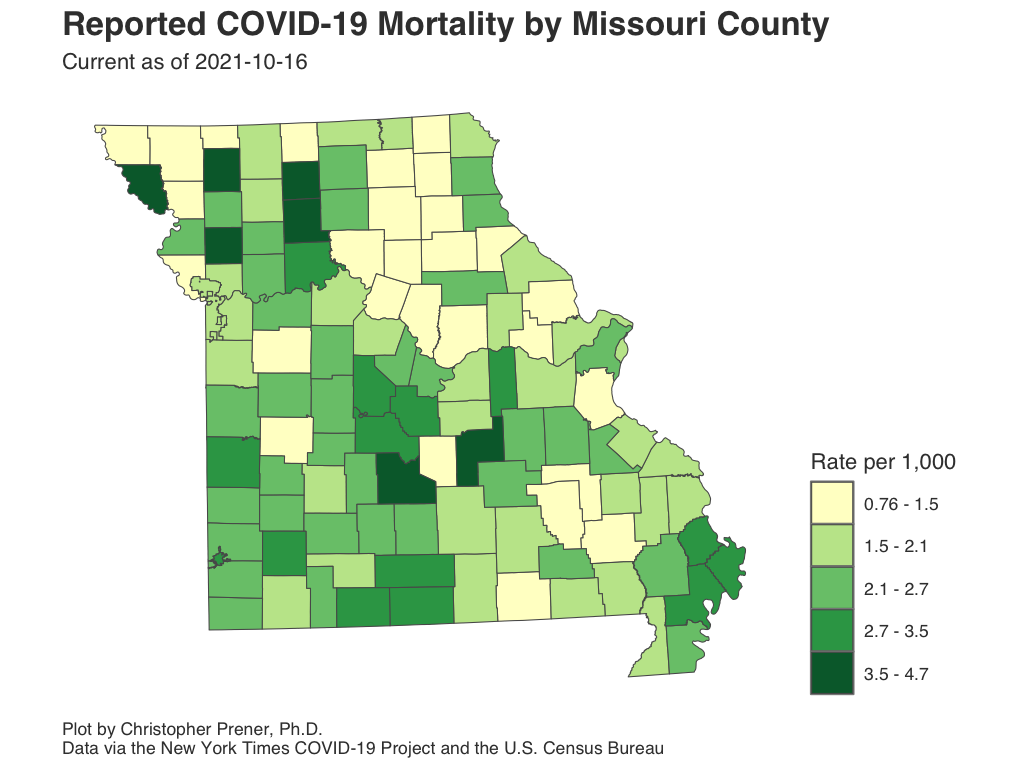 Reported COVID-19 Mortality by Missouri County
Current as of 2021-10-16
Rate per 1,000
0.76 - 1.5
1.5 - 2.1
2.1 - 2.7
2.7 - 3.5
3.5 - 4.7
Plot by Christopher Prener, Ph.D.
Data via the New York Times COVID-19 Project and the U.S. Census Bureau